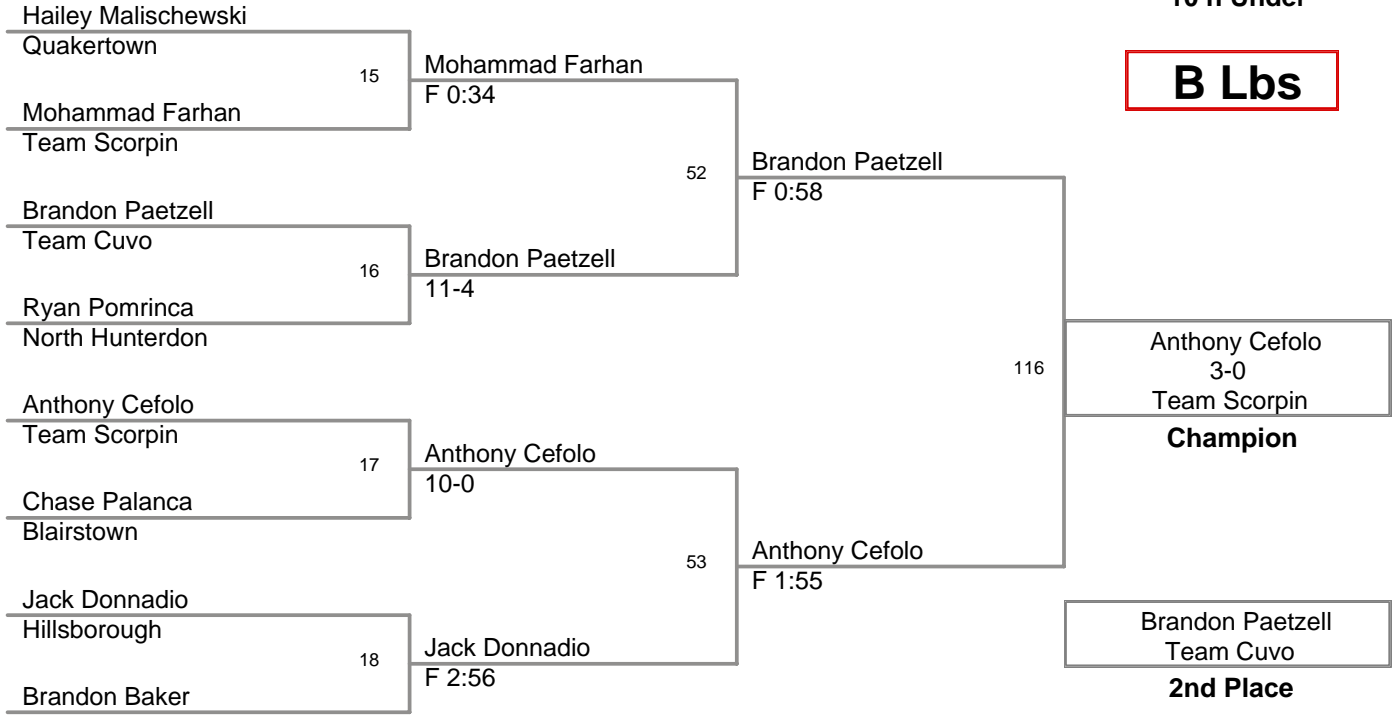 10 n Under
B Lbs
Hailey Malischewski
Quakertown
15
Mohammad Farhan
Team Scorpin
Mohammad Farhan
F 0:34
52
Brandon Paetzell
Team Cuvo
16
Ryan Pomrinca
North Hunterdon
Brandon Paetzell
11-4
Brandon Paetzell
F 0:58
116
Anthony Cefolo
Team Scorpin
17
Chase Palanca
Blairstown
Anthony Cefolo
10-0
53
Jack Donnadio
Hillsborough
18
Brandon Baker
Jack Donnadio
F 2:56
Anthony Cefolo
F 1:55
Anthony Cefolo
3-0
Team Scorpin
Champion
Brandon Paetzell
Team Cuvo
2nd Place